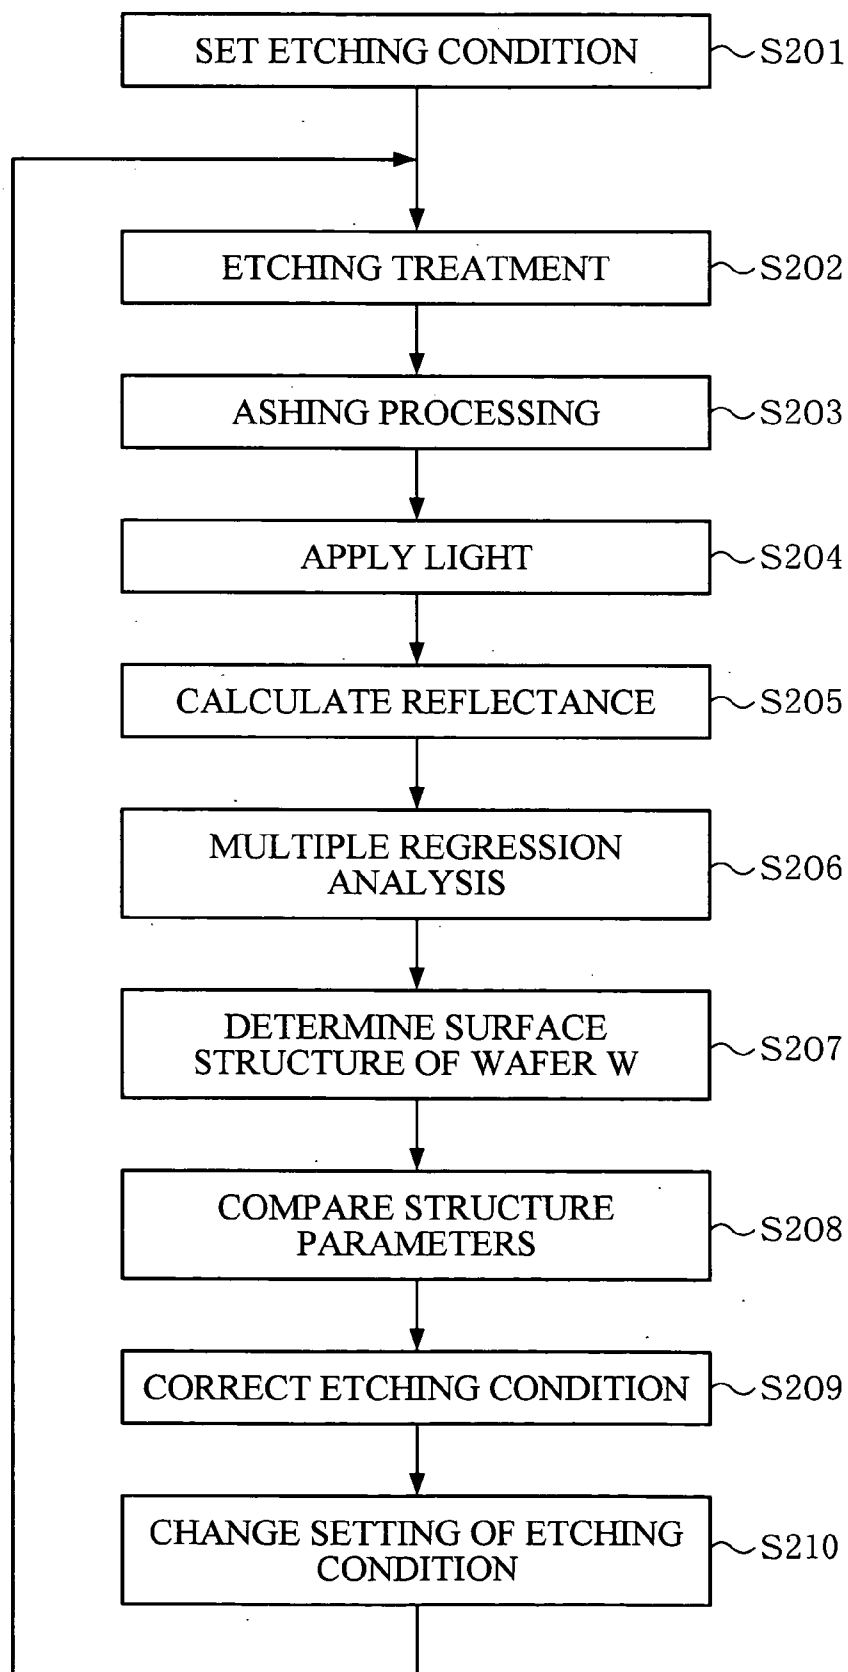 SET ETCHING CONDITION S201
ETCHING TREATMENT S202
ASHING PROCESSING S203
APPLY LIGHT S204
CALCULATE REFLECTANCE S205
MULTIPLE REGRESSION
ANALYSIS S206
DETERMINE SURFACE
STRUCTURE OF WAFER W S207
COMPARE STRUCTURE
PARAMETERS S208
CORRECT ETCHING CONDITION S209
CHANGE SETTING OF ETCHING
CONDITION S210